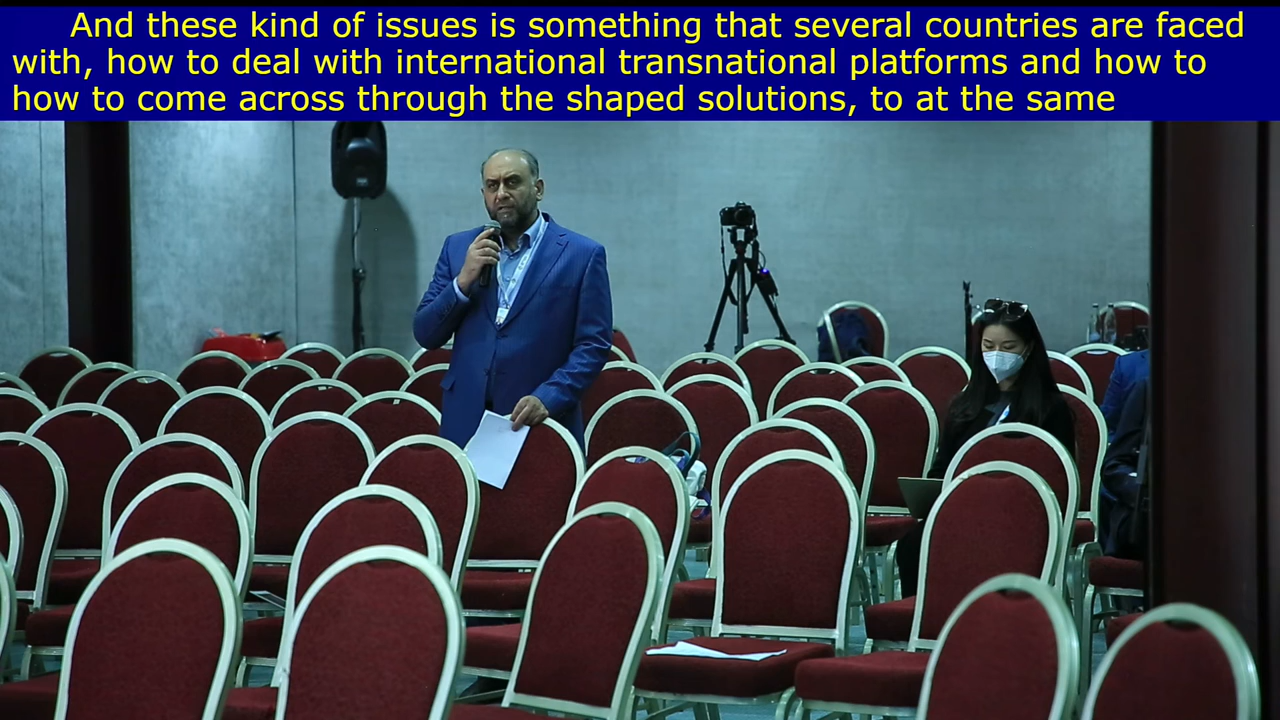 And these kind of issues is something that several countries are faced
with, how to deal with international transnational platforms and how to
how to come across through the shaped solutions, to at the same